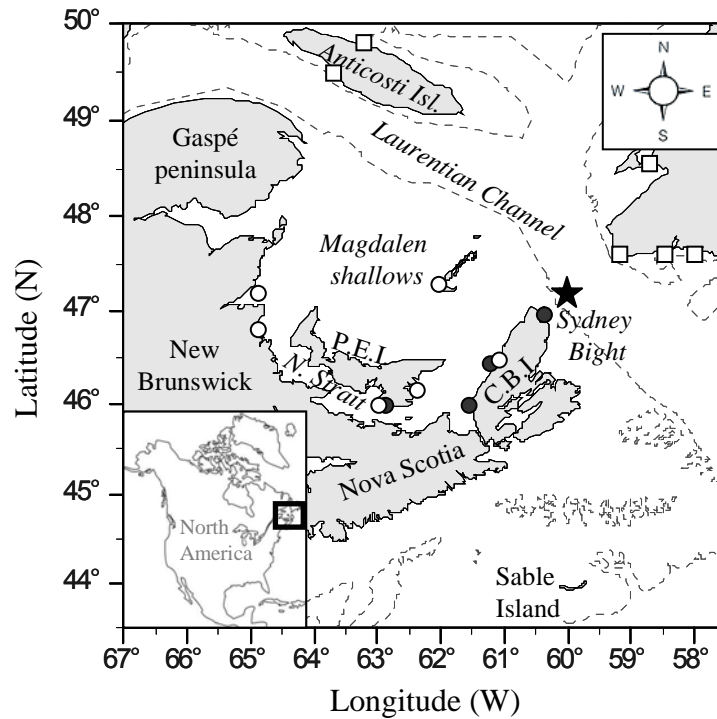 50°
49°
48°
47°
46°
45°
44°
Latitude (N)
Anticosti Isl.
N
W
E
S
Gaspé
peninsula
Laurentian Channel
Magdalen
shallows
Sydney
Bight
P.E.I.
New
Brunswick
N. Strait
C.B.I.
Nova Scotia
North
America
Sable
Island
67° 66° 65° 64° 63° 62° 61° 60° 59° 58°
Longitude (W)